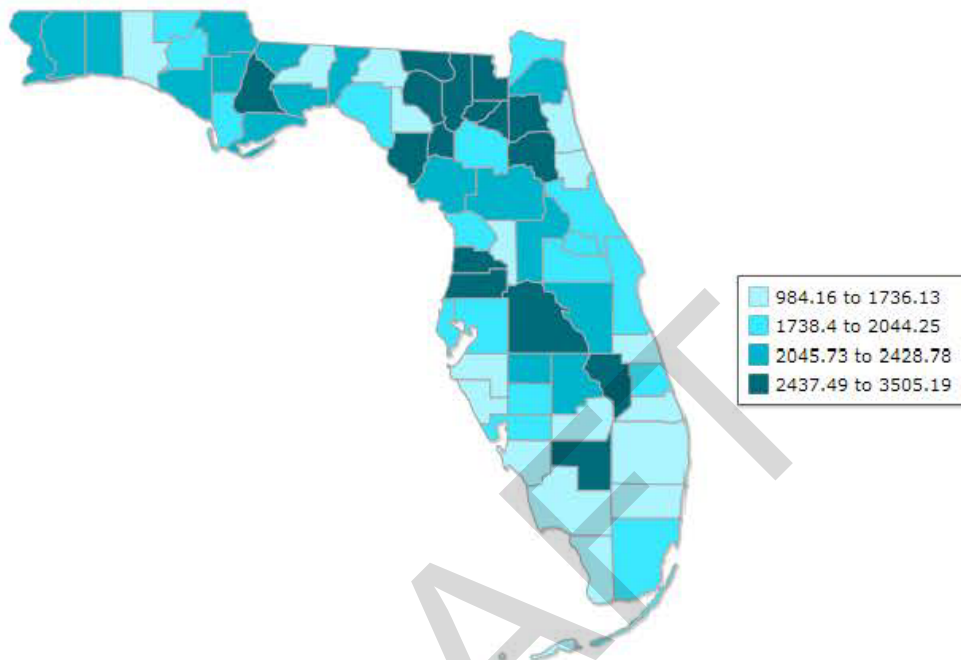 984.16 to 1736.13
1738.4 to 2044.25
2045.73 to 2428.78
2437.49 to 3505.19
AFT